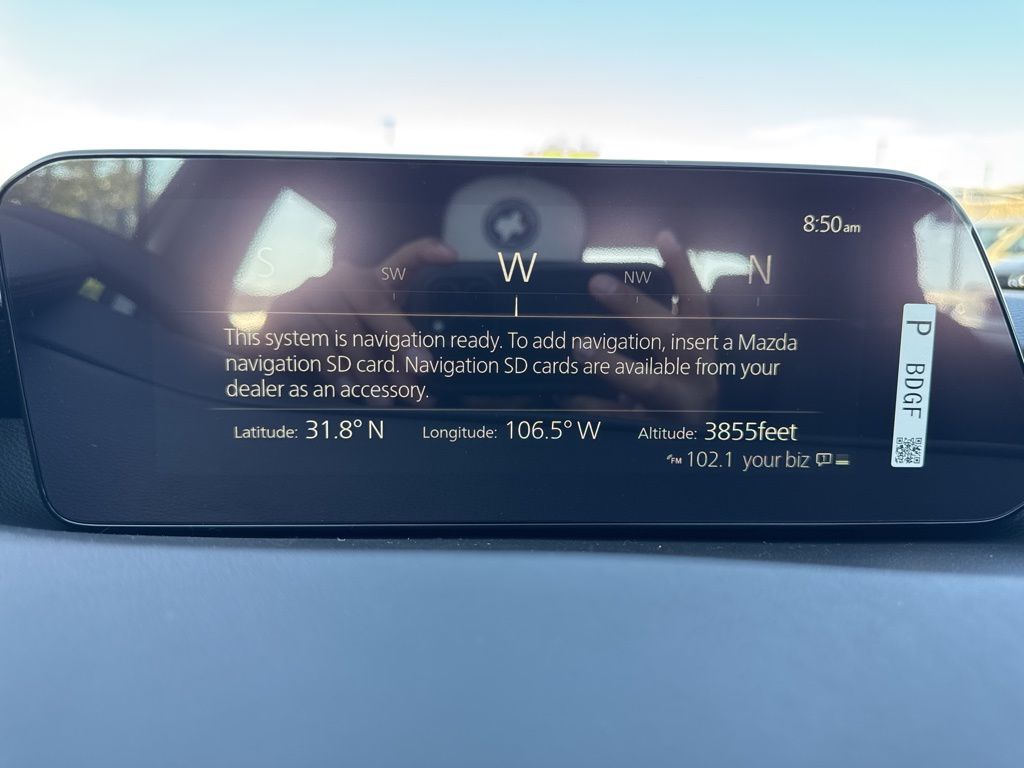 8:50am
S SW W NW N
This system is navigation ready. To add navigation, insert a Mazda
navigation SD card. Navigation SD cards are available from your
dealer as an accessory.
Latitude: 31.8° N Longitude: 106.5° W Altitude: 3855feet
FM 102.1 your biz
P BDGF